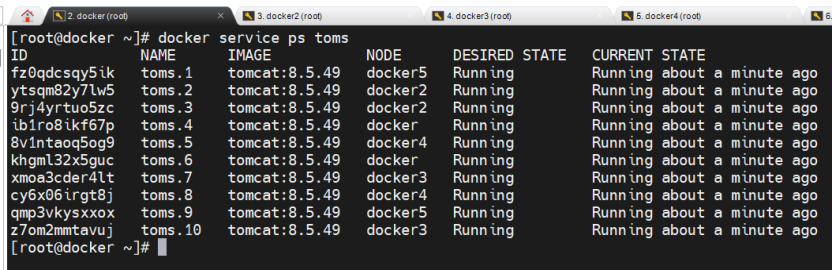 2. docker (root) × 3. docker2 (root) 4. docker3 (root) 5. docker4 (root) 6.
[root@docker ~]# docker service ps toms
ID NAME IMAGE NODE DESIRED STATE CURRENT STATE
fz0qdcsqy5ik toms.1 tomcat:8.5.49 docker5 Running Running about a minute ago
ytsqm82y7lw5 toms.2 tomcat:8.5.49 docker2 Running Running about a minute ago
9rj4yrtuo5zc toms.3 tomcat:8.5.49 docker2 Running Running about a minute ago
ib1ro8ikf67p toms.4 tomcat:8.5.49 docker Running Running about a minute ago
8v1ntaoq5og9 toms.5 tomcat:8.5.49 docker4 Running Running about a minute ago
khgml32x5guc toms.6 tomcat:8.5.49 docker Running Running about a minute ago
xmoa3cder4lt toms.7 tomcat:8.5.49 docker3 Running Running about a minute ago
cy6x06irgt8j toms.8 tomcat:8.5.49 docker4 Running Running about a minute ago
qmp3vkysxxox toms.9 tomcat:8.5.49 docker5 Running Running about a minute ago
z7om2mmtavuj toms.10 tomcat:8.5.49 docker3 Running Running about a minute ago
[root@docker ~]#